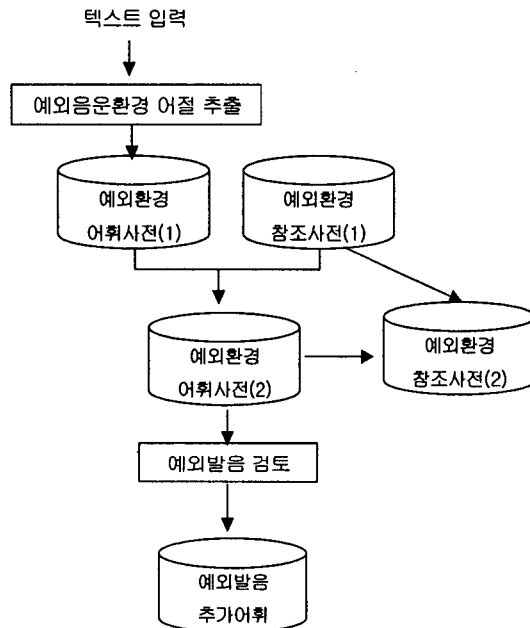 텍스트 입력
예외음운환경 어절 추출
예외환경
어휘사전(1)
예외환경
참조사전(1)
예외환경
어휘사전(2)
예외환경
참조사전(2)
예외발음 검토
예외발음
추가어휘